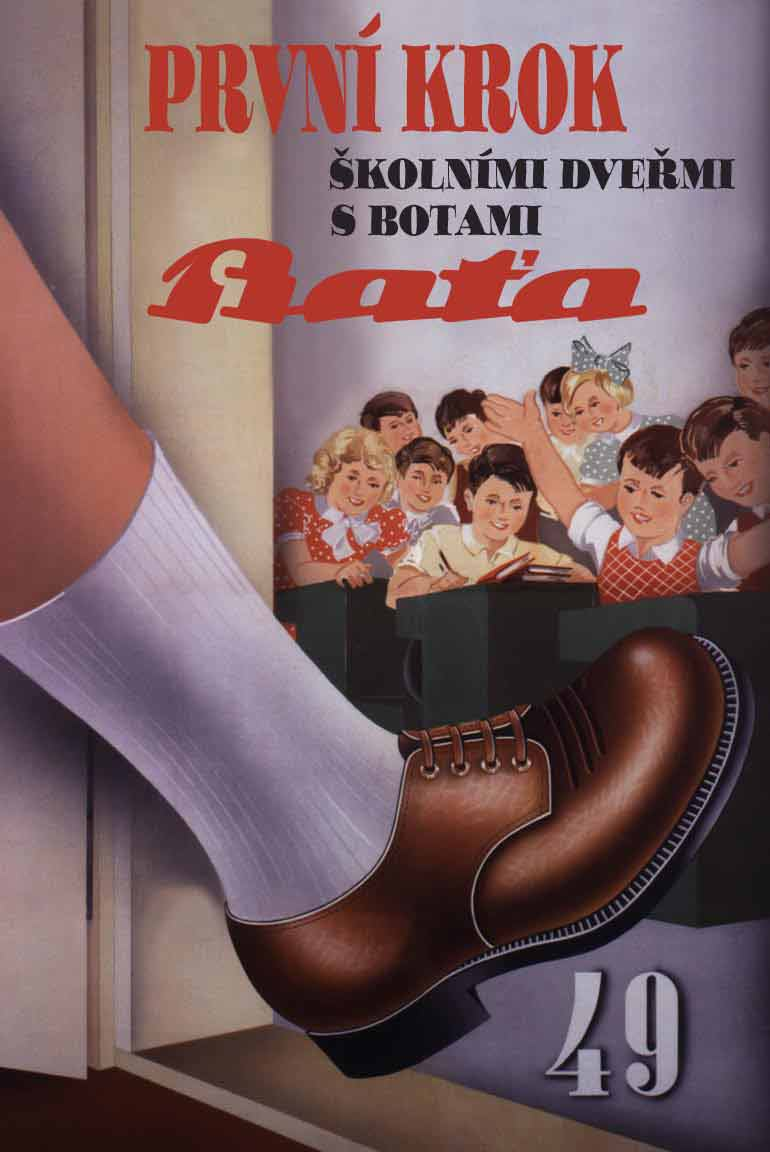 PRVNÍ KROK
ŠKOLNÍMI DVEŘMI
S BOTAMI
Baťa
49